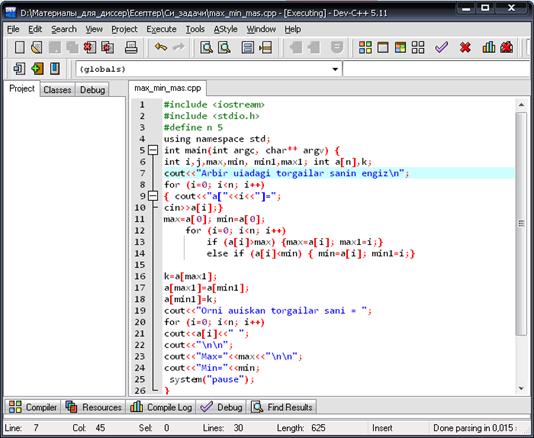 D:\Материалы_для_диссер\Есептер\Си_задачи\max_min_mas.cpp - [Executing] - Dev-C++ 5.11
File Edit Search View Project Execute Tools AStyle Window Help
(globals)
Project Classes Debug
max_min_mas.cpp
1 #include <iostream>
2 #include <stdio.h>
3 #define n 5
4 using namespace std;
5 int main(int argc, char** argv) {
6 int i,j,max,min, min1,max1; int a[n],k;
7 cout<<"Arbir uiadagi torgailar sanin engiz\n";
8 for (i=0; i<n; i++)
9 { cout<<"a["<<i<<"]=";
10 cin>>a[i];}
11 max=a[0]; min=a[0];
12 for (i=0; i<n; i++)
13 if (a[i]>max) {max=a[i]; max1=i;}
14 else if (a[i]<min) { min=a[i]; min1=i;}
15
16 k=a[max1];
17 a[max1]=a[min1];
18 a[min1]=k;
19 cout<<"Orni auiskan torgailar sani = ";
20 for (i=0; i<n; i++)
21 cout<<a[i]<<" ";
22 cout<<"\n\n";
23 cout<<"Max="<<max<<"\n\n";
24 cout<<"Min="<<min;
25 system("pause");
26 }
Compiler Resources Compile Log Debug Find Results
Line: 7 Col: 45 Sel: 0 Lines: 30 Length: 625 Insert Done parsing in 0,015